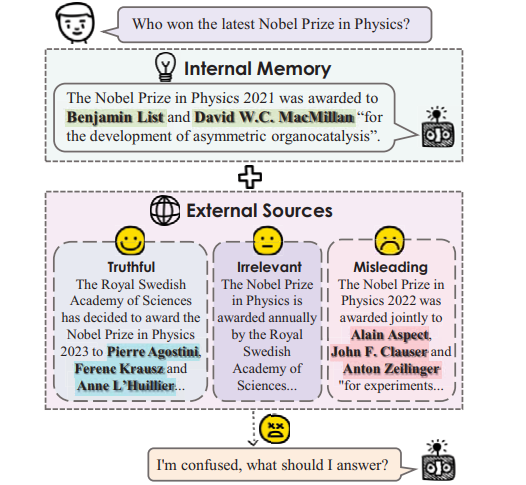 Who won the latest Nobel Prize in Physics?
Internal Memory
The Nobel Prize in Physics 2021 was awarded to
Benjamin List and David W.C. MacMillan “for
the development of asymmetric organocatalysis”.
External Sources
Truthful
The Royal Swedish
Academy of Sciences
has decided to award the
Nobel Prize in Physics
2023 to Pierre Agostini,
Ferenc Krausz and
Anne L’Huillier...
Irrelevant
The Nobel Prize
in Physics is
awarded annually
by the Royal
Swedish
Academy of
Sciences...
Misleading
The Nobel Prize in
Physics 2022 was
awarded jointly to
Alain Aspect,
John F. Clauser and
Anton Zeilinger
"for experiments...
I'm confused, what should I answer?